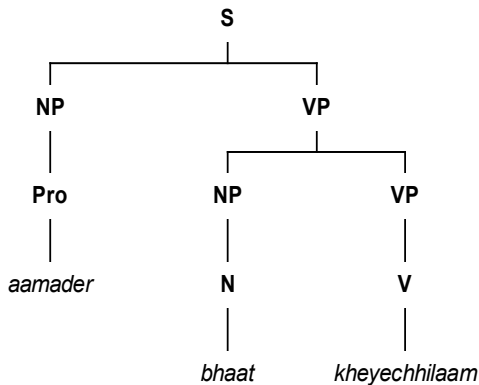 S
NP VP
Pro NP VP
aamader N V
bhaat kheyechhilaam